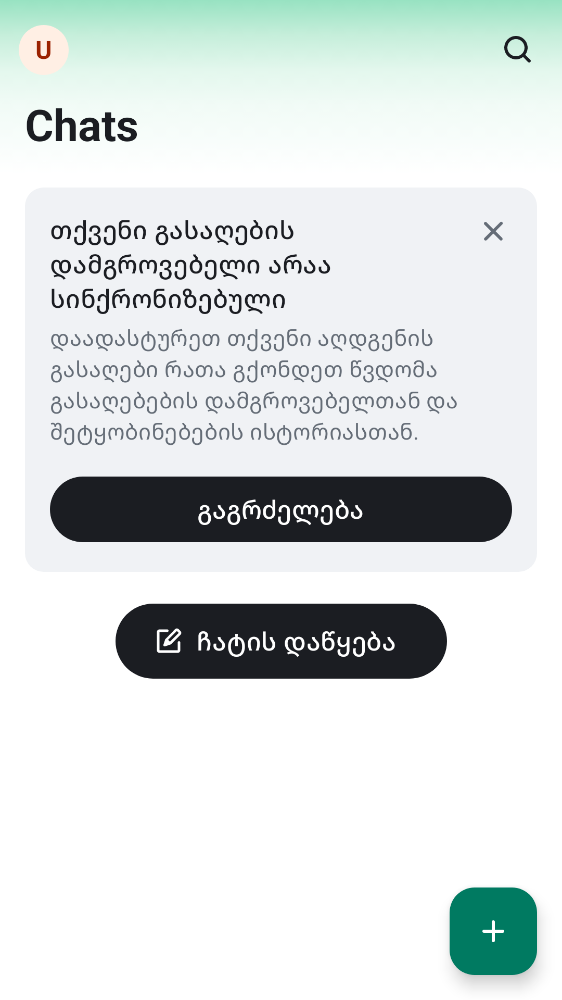 U
Chats
თქვენი გასაღების
დამგროვებელი არაა
სინქრონიზებული
დაადასტურეთ თქვენი აღდგენის
გასაღები რათა გქონდეთ წვდომა
გასაღებების დამგროვებელთან და
შეტყობინებების ისტორიასთან.
გაგრძელება
ჩატის დაწყება